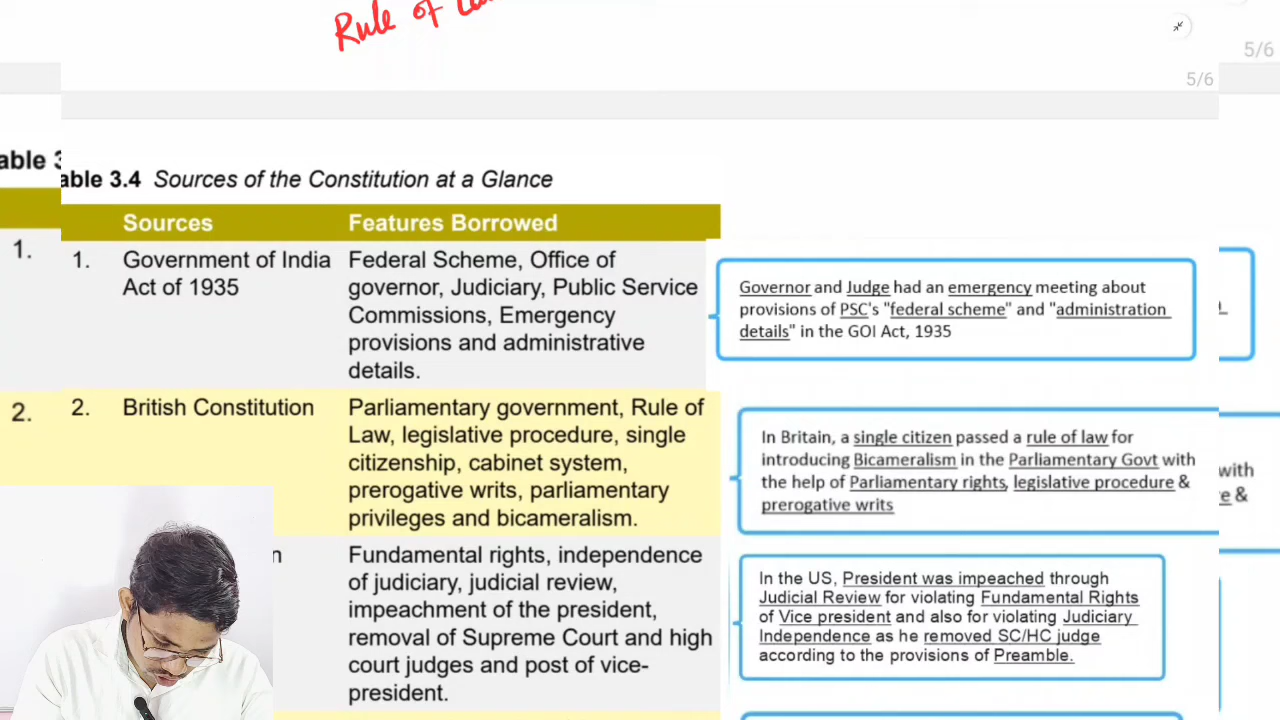 Rule of
5/6
5/6
able 3
able 3.4 Sources of the Constitution at a Glance
Sources Features Borrowed
1.
1. Government of India Act of 1935
Federal Scheme, Office of
governor, Judiciary, Public Service
Commissions, Emergency
provisions and administrative
details.
Governor and Judge had an emergency meeting about
provisions of PSC's "federal scheme" and "administration
details" in the GOI Act, 1935
2.
2. British Constitution
Parliamentary government, Rule of
Law, legislative procedure, single
citizenship, cabinet system,
prerogative writs, parliamentary
privileges and bicameralism.
In Britain, a single citizen passed a rule of law for
introducing Bicameralism in the Parliamentary Govt with
the help of Parliamentary rights, legislative procedure &
prerogative writs
with
e &
n
Fundamental rights, independence
of judiciary, judicial review,
impeachment of the president,
removal of Supreme Court and high
court judges and post of vice-
president.
In the US, President was impeached through
Judicial Review for violating Fundamental Rights
of Vice president and also for violating Judiciary
Independence as he removed SC/HC judge
according to the provisions of Preamble.